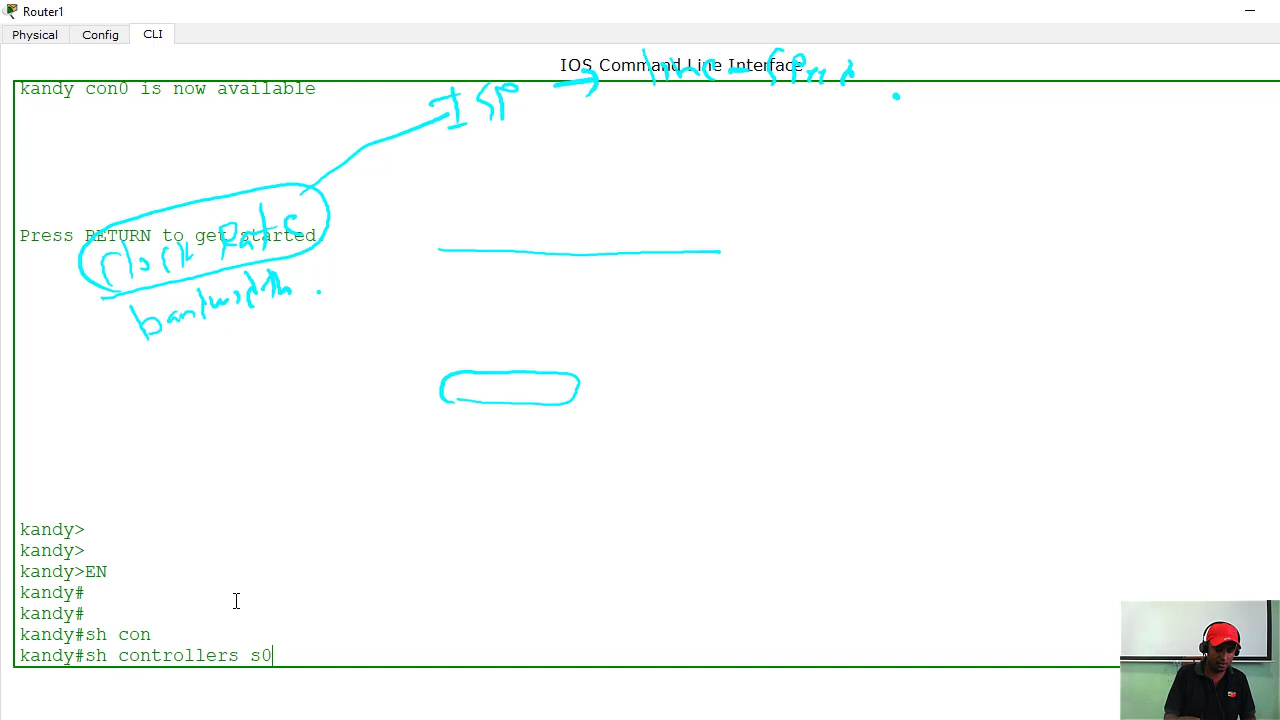 Router1
Physical Config CLI
IOS Command Line Interface
kandy con0 is now available
ISP → line - speed
Press RETURN to get started.
Clock Rate
bandwidth.
kandy>
kandy>
kandy>EN
kandy#
kandy#
kandy#sh con
kandy#sh controllers s0